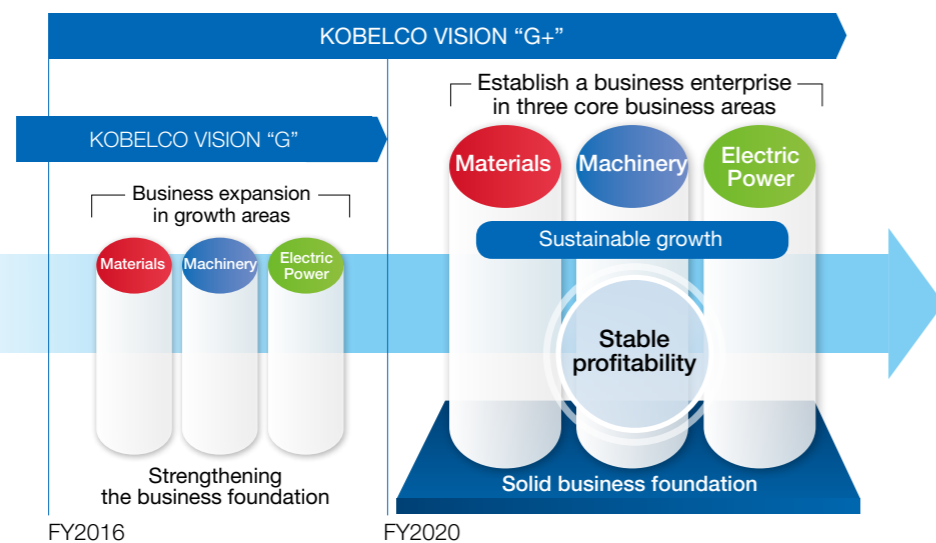 KOBELCO VISION “G+”
KOBELCO VISION “G”
Business expansion
in growth areas
Materials
Machinery
Electric
Power
Strengthening
the business foundation
Establish a business enterprise
in three core business areas
Materials
Machinery
Electric
Power
Sustainable growth
Stable
profitability
Solid business foundation
FY2016
FY2020